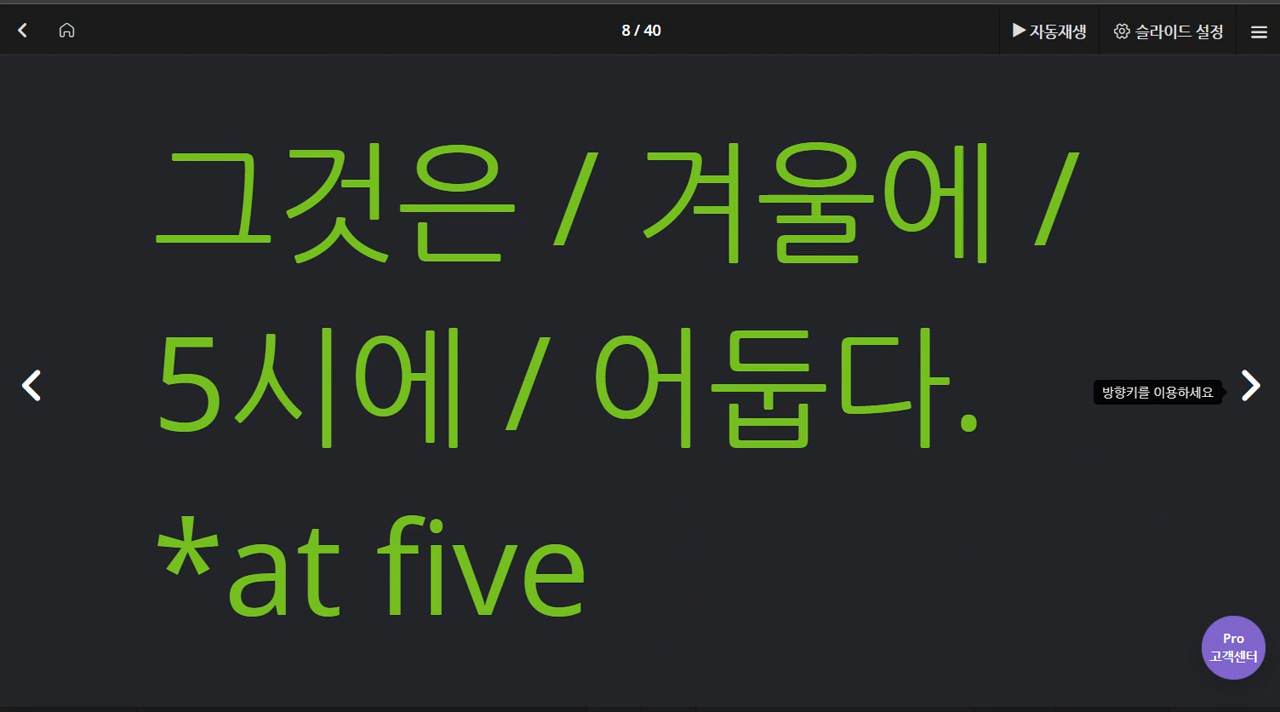 8 / 40
▶ 자동재생
슬라이드 설정
그것은 / 겨울에 /
5시에 / 어둡다.
방향키를 이용하세요
*at five
Pro
고객센터